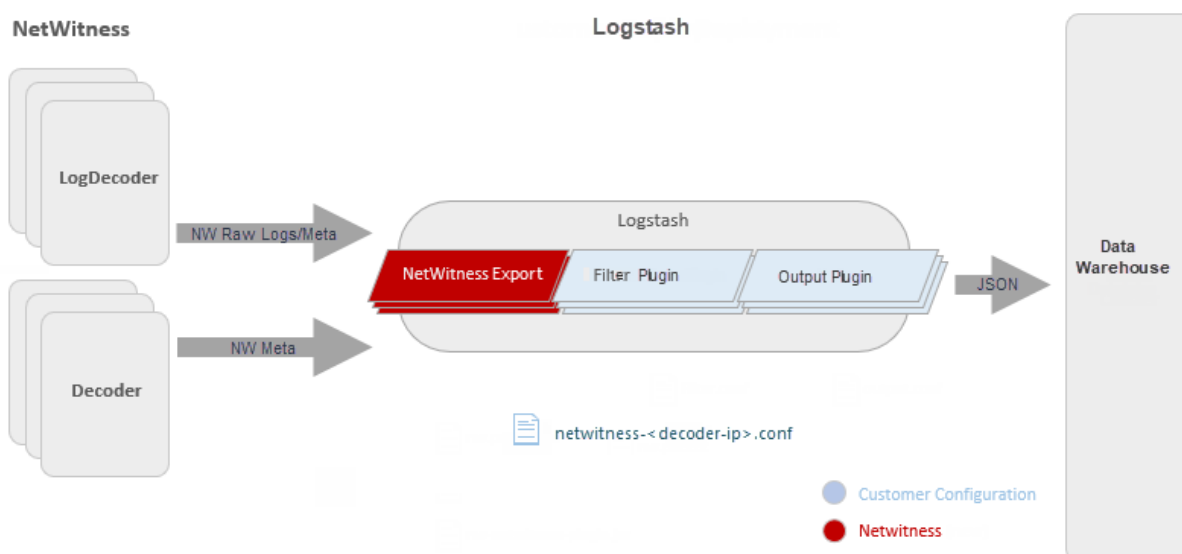 NetWitness
Logstash
LogDecoder
NW Raw Logs/Meta
Logstash
NetWitness Export
Filter Plugin
Output Plugin
JSON
Data
Warehouse
Decoder
NW Meta
netwitness-<decoder-ip>.conf
Customer Configuration
Netwitness